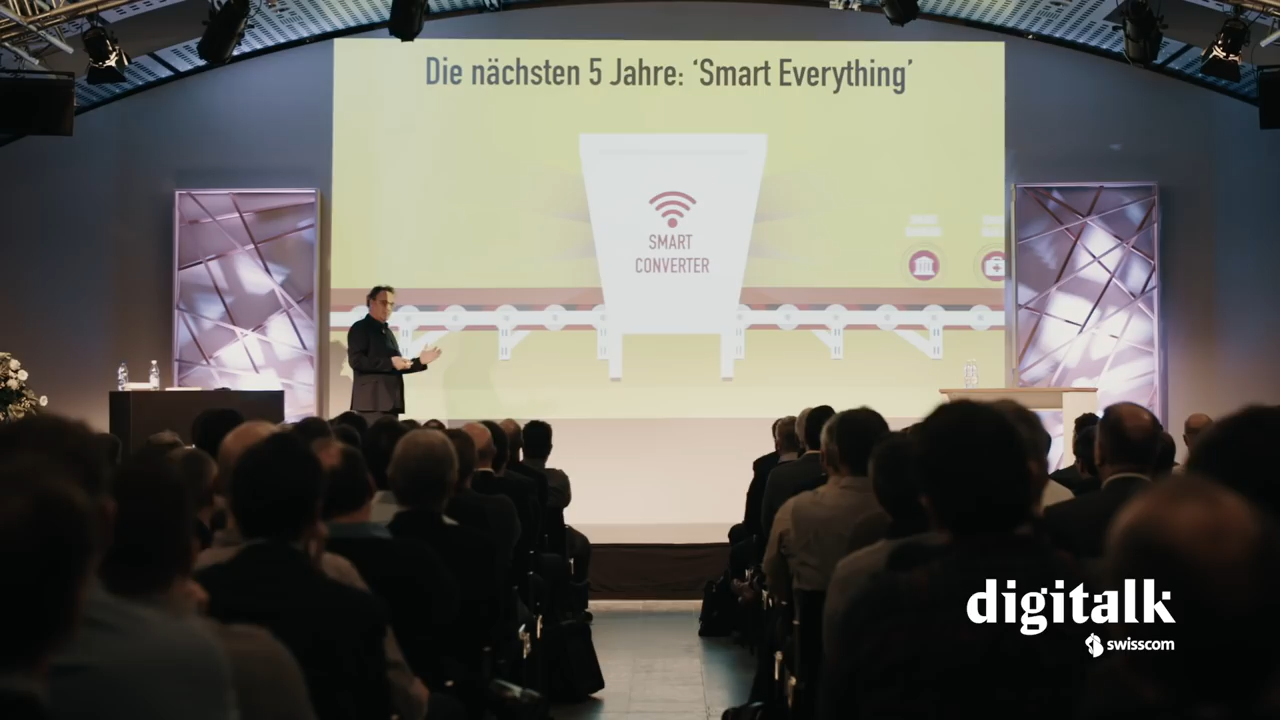 Die nächsten 5 Jahre: ‘Smart Everything’
SMART
CONVERTER
digitalk
swisscom